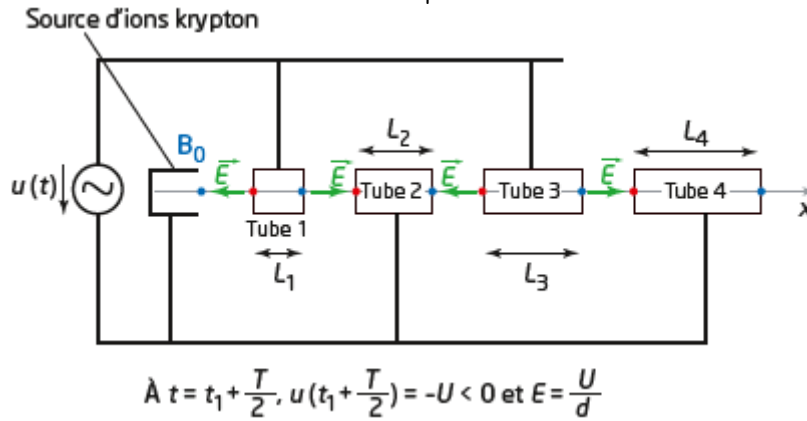 Source d'ions krypton
B₀
L₂
L₄
u(t)
E E E E
Tube 1
Tube 2
Tube 3
Tube 4
x
L₁
L₃
À t = t₁ + T/2, u(t₁ + T/2) = -U < 0 et E = U/d